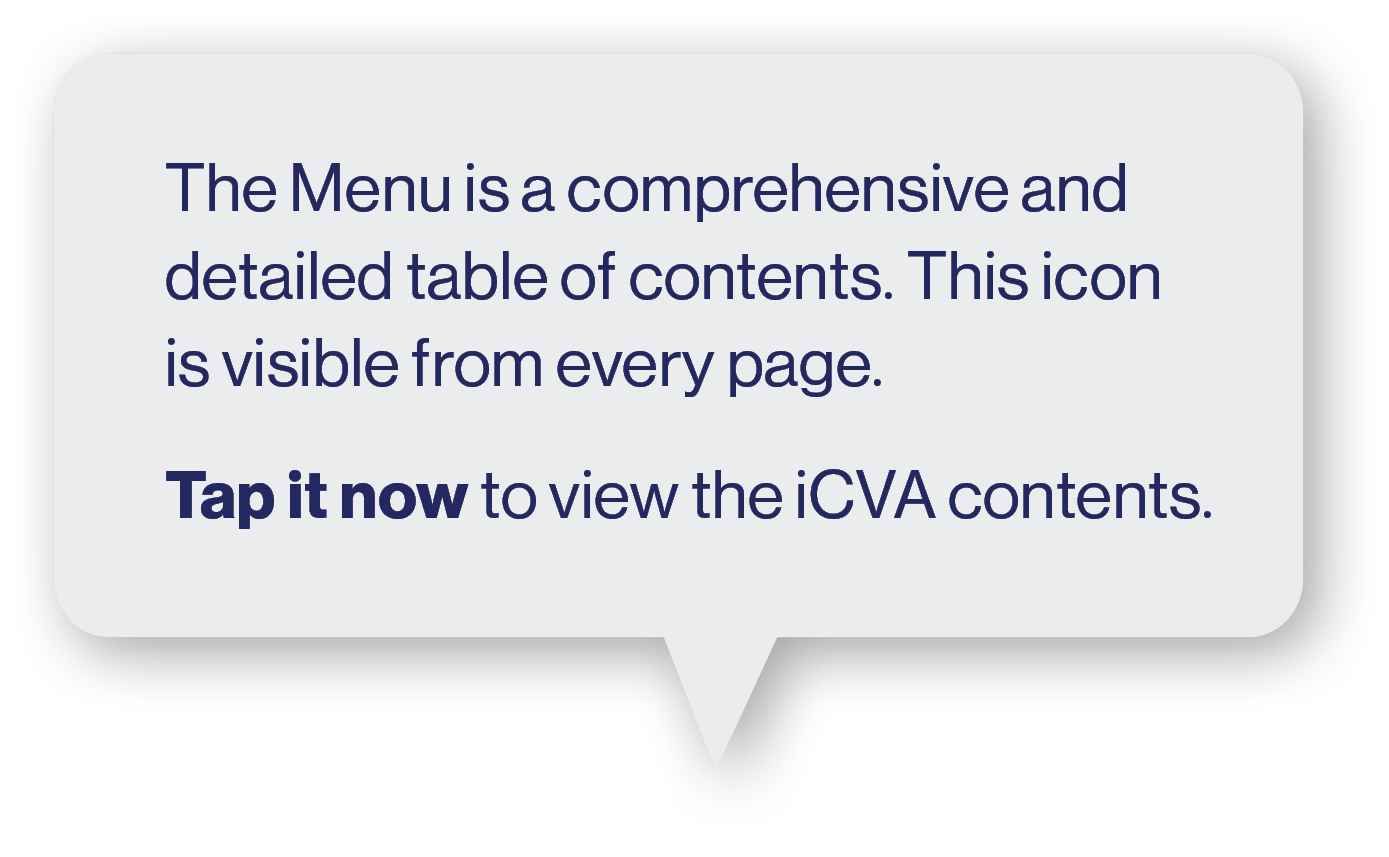 The Menu is a comprehensive and
detailed table of contents. This icon
is visible from every page.
Tap it now to view the iCVA contents.